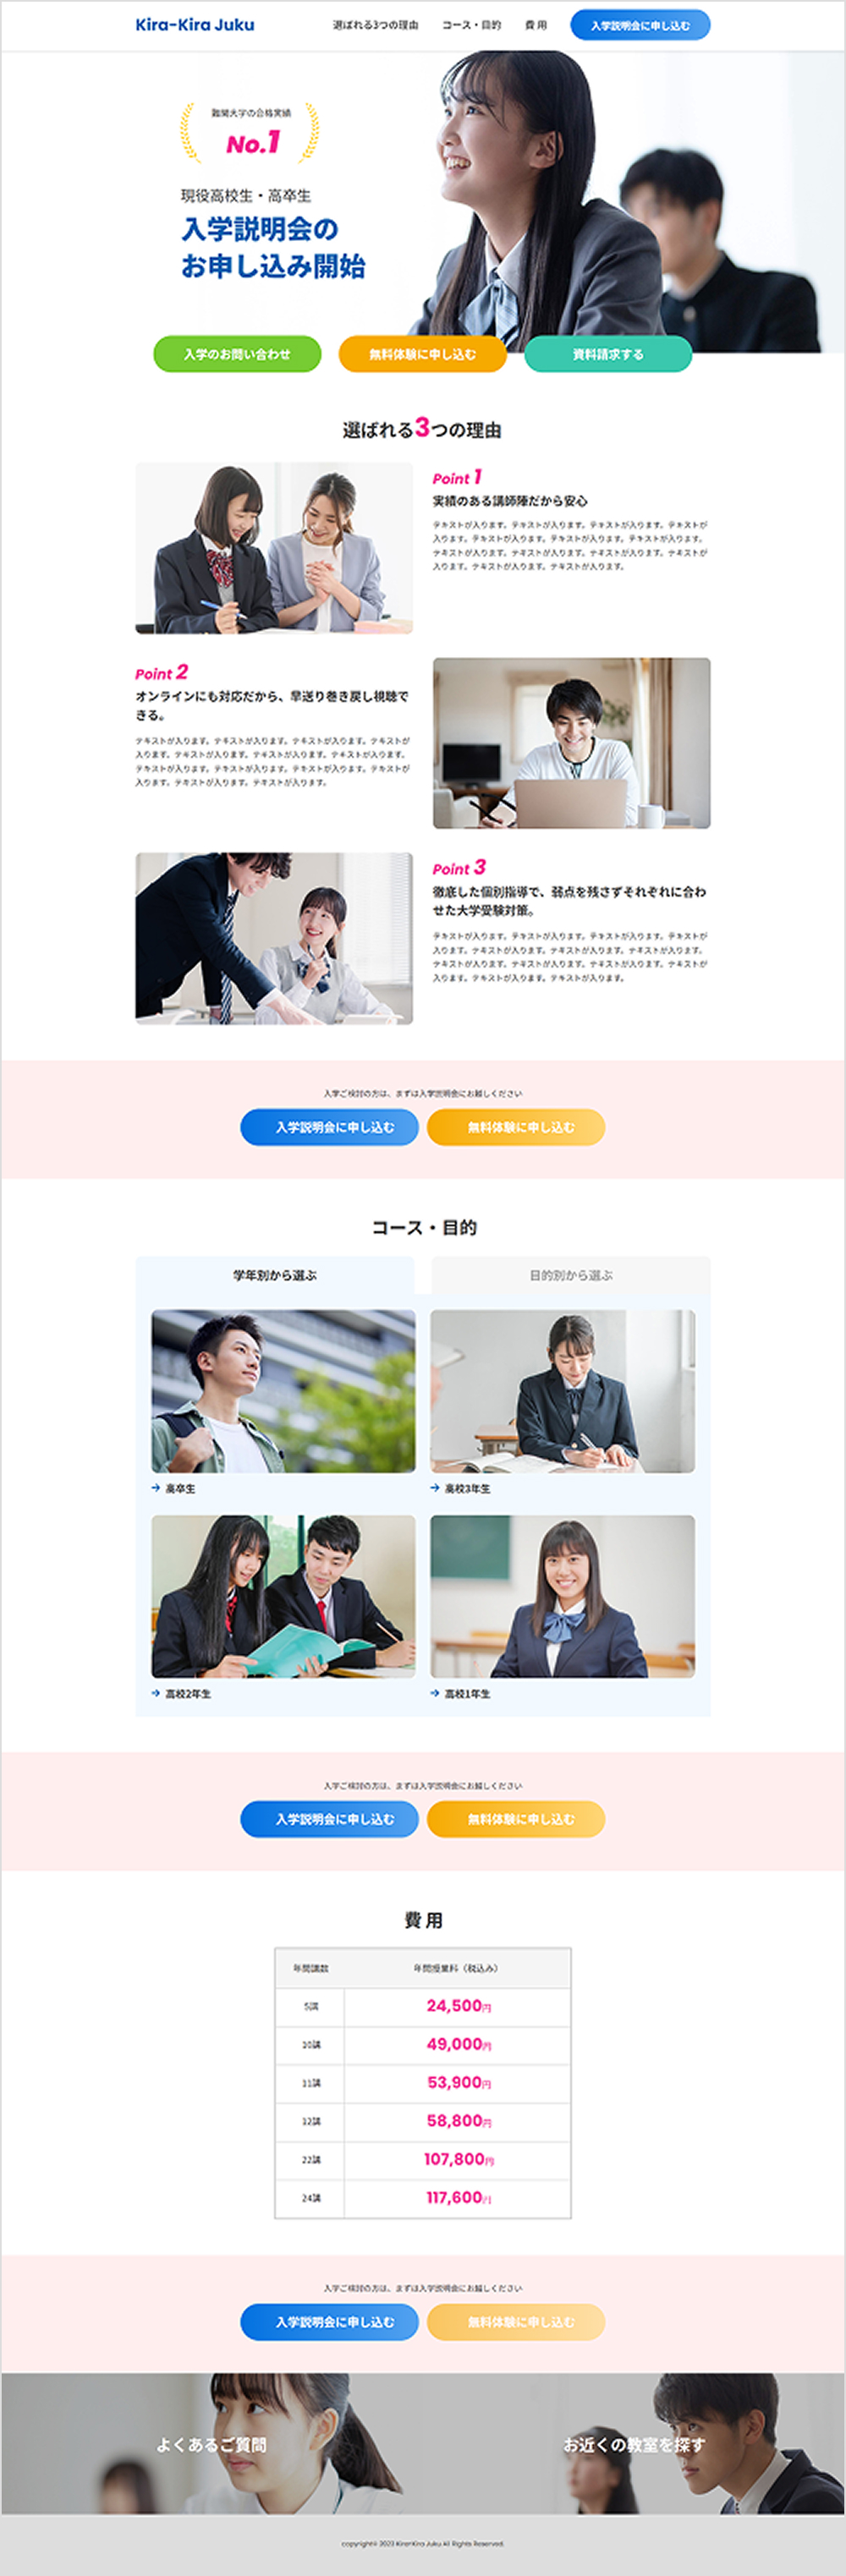 Kira-Kira Juku
選ばれる3つの理由
コース・目的
費用
入学説明会に申し込む
難関大学の合格実績
No.1
現役高校生・高卒生
入学説明会の
お申し込み開始
入学のお問い合わせ
無料体験に申し込む
資料請求する
選ばれる3つの理由
Point 1
実績のある講師陣だから安心
テキストが入ります。テキストが入ります。テキストが入ります。テキストが
入ります。テキストが入ります。テキストが入ります。テキストが入ります。
テキストが入ります。テキストが入ります。テキストが入ります。テキストが
入ります。テキストが入ります。テキストが入ります。
Point 2
オンラインにも対応だから、早送り巻き戻し視聴で
きる。
テキストが入ります。テキストが入ります。テキストが入ります。テキストが
入ります。テキストが入ります。テキストが入ります。テキストが入ります。
テキストが入ります。テキストが入ります。テキストが入ります。テキストが
入ります。テキストが入ります。テキストが入ります。
Point 3
徹底した個別指導で、弱点を残さずそれぞれに合わ
せた大学受験対策。
テキストが入ります。テキストが入ります。テキストが入ります。テキストが
入ります。テキストが入ります。テキストが入ります。テキストが入ります。
テキストが入ります。テキストが入ります。テキストが入ります。テキストが
入ります。テキストが入ります。テキストが入ります。
入学ご検討の方は、まずは入学説明会にお越しください
入学説明会に申し込む
無料体験に申し込む
コース・目的
学年別から選ぶ
目的別から選ぶ
→ 高卒生
→ 高校3年生
→ 高校2年生
→ 高校1年生
入学ご検討の方は、まずは入学説明会にお越しください
入学説明会に申し込む
無料体験に申し込む
費用
年間講数
年間授業料（税込み）
5講
24,500円
10講
49,000円
11講
53,900円
12講
58,800円
22講
107,800円
24講
117,600円
入学ご検討の方は、まずは入学説明会にお越しください
入学説明会に申し込む
無料体験に申し込む
よくあるご質問
お近くの教室を探す
copyright© 2023 Kira-Kira Juku All Rights Reserved.